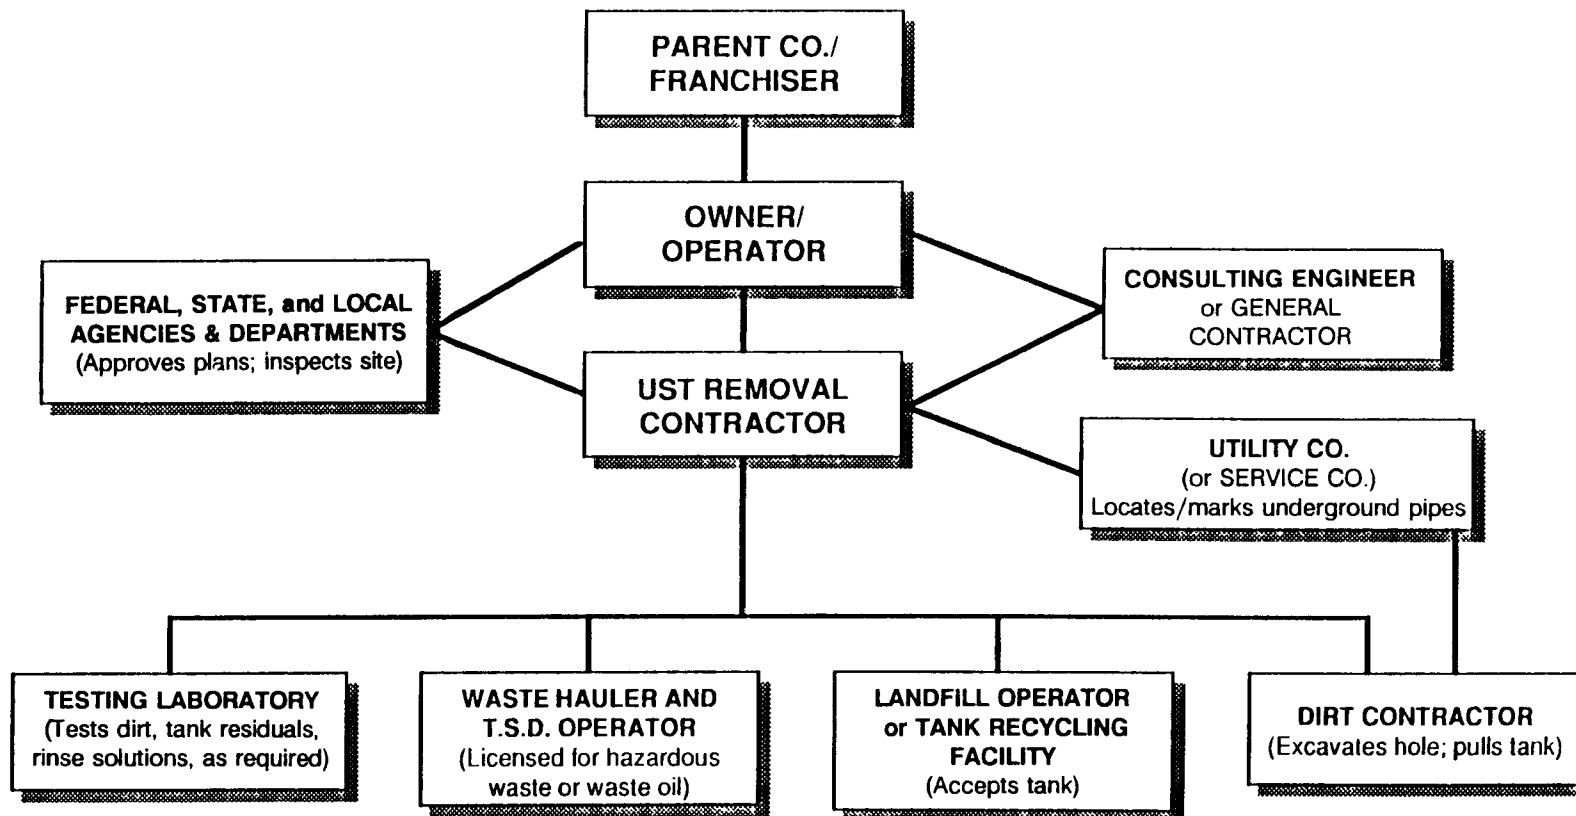 PARENT CO./
FRANCHISER
OWNER/
OPERATOR
FEDERAL, STATE, and LOCAL
AGENCIES & DEPARTMENTS
(Approves plans; inspects site)
CONSULTING ENGINEER
or GENERAL
CONTRACTOR
UST REMOVAL
CONTRACTOR
UTILITY CO.
(or SERVICE CO.)
Locates/marks underground pipes
TESTING LABORATORY
(Tests dirt, tank residuals,
rinse solutions, as required)
WASTE HAULER AND
T.S.D. OPERATOR
(Licensed for hazardous
waste or waste oil)
LANDFILL OPERATOR
or TANK RECYCLING
FACILITY
(Accepts tank)
DIRT CONTRACTOR
(Excavates hole; pulls tank)